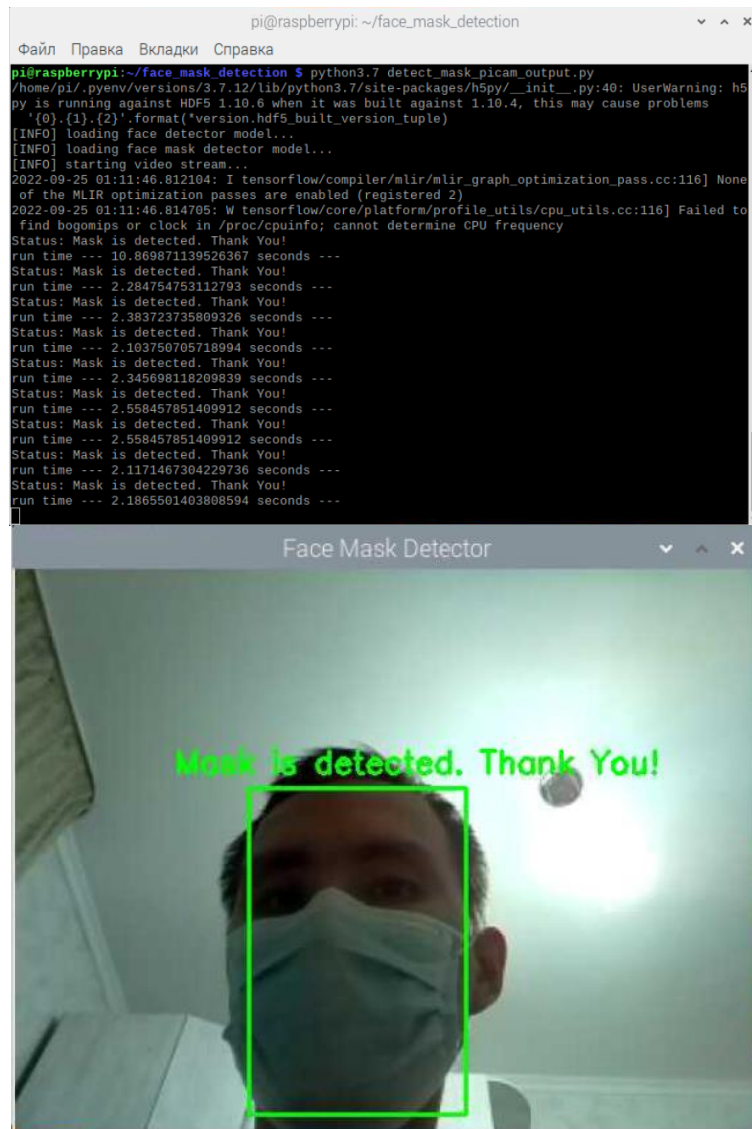 pi@raspberrypi: ~/face_mask_detection
Файл Правка Вкладки Справка
pi@raspberrypi:~/face_mask_detection $ python3.7 detect_mask_picam_output.py
/home/pi/.pyenv/versions/3.7.12/lib/python3.7/site-packages/h5py/__init__.py:40: UserWarning: h5
py is running against HDF5 1.10.6 when it was built against 1.10.4, this may cause problems
'{0}.{1}.{2}'.format(*version.hdf5_built_version_tuple)
[INFO] loading face detector model...
[INFO] loading face mask detector model...
[INFO] starting video stream...
2022-09-25 01:11:46.812104: I tensorflow/compiler/mlir/mlir_graph_optimization_pass.cc:116] None
of the MLIR optimization passes are enabled (registered 2)
2022-09-25 01:11:46.814705: W tensorflow/core/platform/profile_utils/cpu_utils.cc:116] Failed to
find bogomips or clock in /proc/cpuinfo; cannot determine CPU frequency
Status: Mask is detected. Thank You!
run time --- 10.869871139526367 seconds ---
Status: Mask is detected. Thank You!
run time --- 2.284754753112793 seconds ---
Status: Mask is detected. Thank You!
run time --- 2.383723735809326 seconds ---
Status: Mask is detected. Thank You!
run time --- 2.103750705718994 seconds ---
Status: Mask is detected. Thank You!
run time --- 2.345698118209839 seconds ---
Status: Mask is detected. Thank You!
run time --- 2.558457851409912 seconds ---
Status: Mask is detected. Thank You!
run time --- 2.558457851409912 seconds ---
Status: Mask is detected. Thank You!
run time --- 2.1171467304229736 seconds ---
Status: Mask is detected. Thank You!
run time --- 2.1865501403808594 seconds ---
Face Mask Detector
Mask is detected. Thank You!